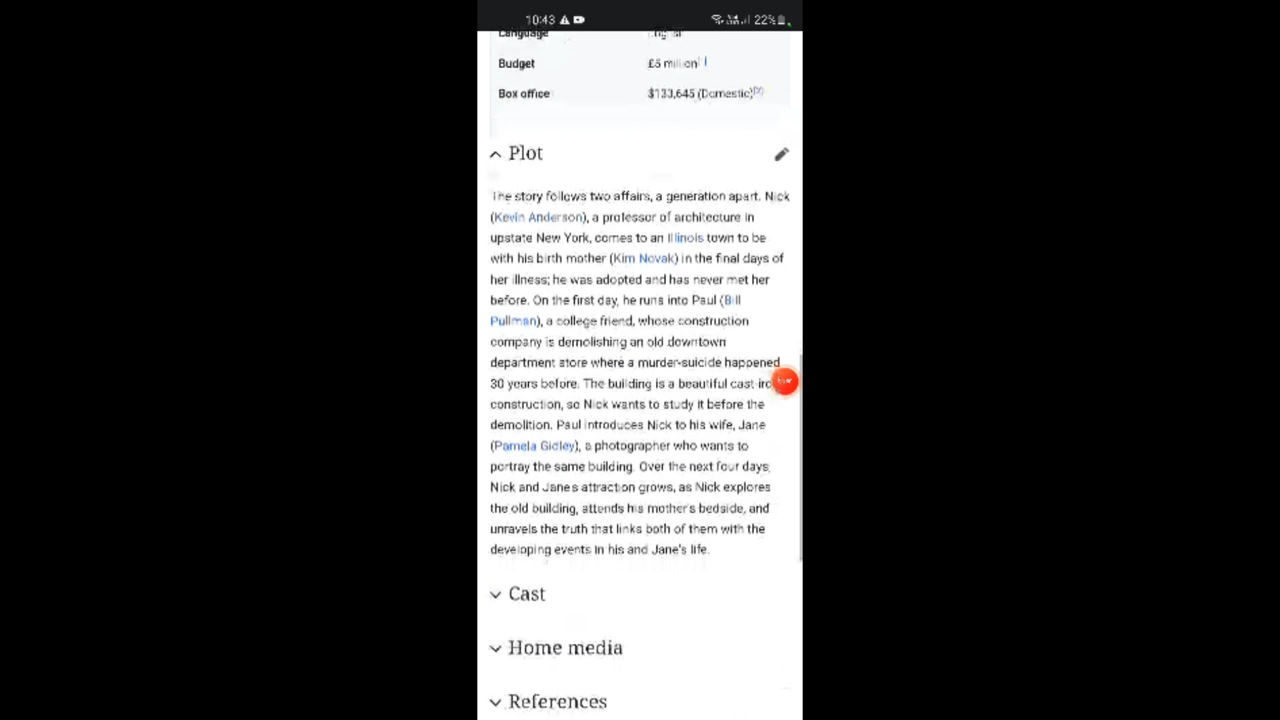 10:43 22%
Language English
Budget £5 million
Box office $133,645 (Domestic)[2]
Plot
The story follows two affairs, a generation apart. Nick
(Kevin Anderson), a professor of architecture in
upstate New York, comes to an Illinois town to be
with his birth mother (Kim Novak) in the final days of
her illness; he was adopted and has never met her
before. On the first day, he runs into Paul (Bill
Pullman), a college friend, whose construction
company is demolishing an old downtown
department store where a murder-suicide happened
30 years before. The building is a beautiful cast-iron
construction, so Nick wants to study it before the
demolition. Paul introduces Nick to his wife, Jane
(Pamela Gidley), a photographer who wants to
portray the same building. Over the next four days,
Nick and Janes attraction grows, as Nick explores
the old building, attends his mother's bedside, and
unravels the truth that links both of them with the
developing events in his and Jane's life.
Cast
Home media
References